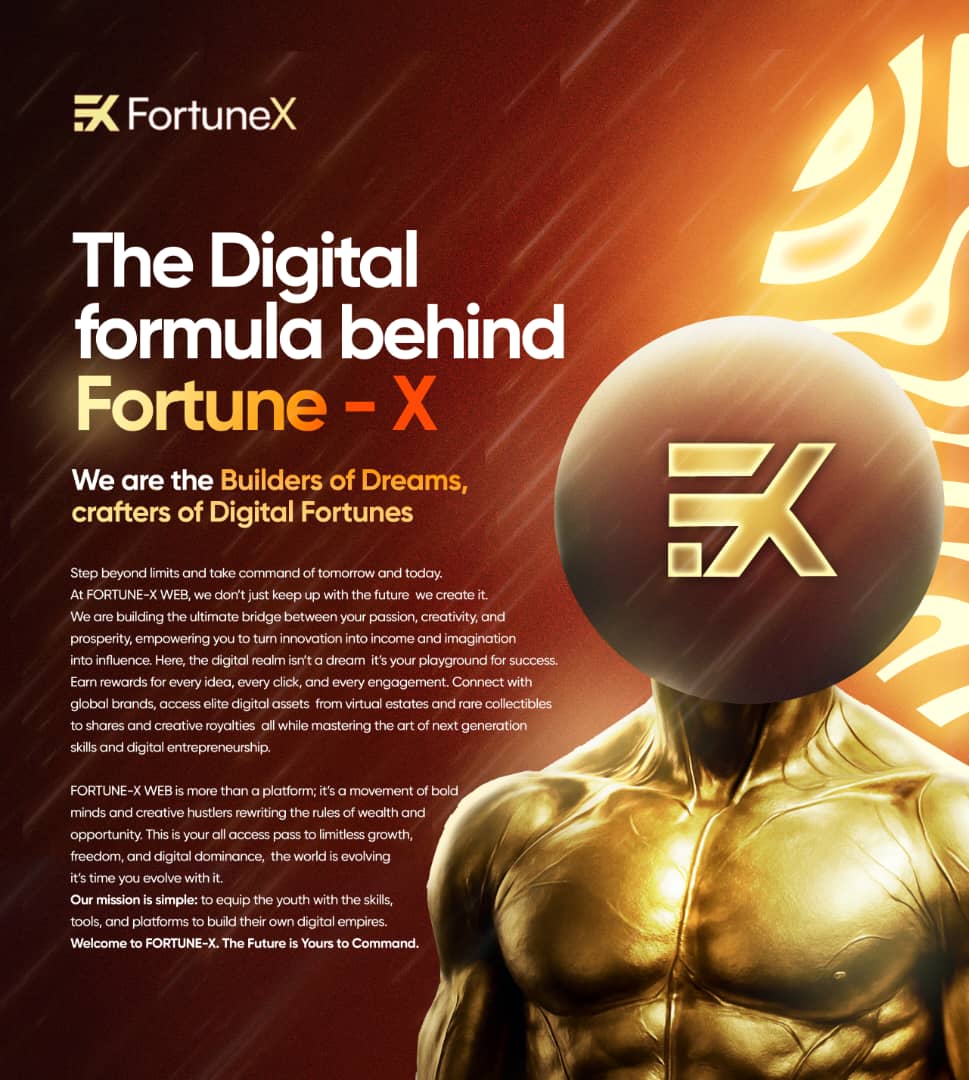 FortuneX
The Digital
formula behind
Fortune - X
We are the Builders of Dreams,
crafters of Digital Fortunes
Step beyond limits and take command of tomorrow and today.
At FORTUNE-X WEB, we don't just keep up with the future we create it.
We are building the ultimate bridge between your passion, creativity, and
prosperity, empowering you to turn innovation into income and imagination
into influence. Here, the digital realm isn't a dream it's your playground for success.
Earn rewards for every idea, every click, and every engagement. Connect with
global brands, access elite digital assets from virtual estates and rare collectibles
to shares and creative royalties all while mastering the art of next generation
skills and digital entrepreneurship.
FORTUNE-X WEB is more than a platform; it's a movement of bold
minds and creative hustlers rewriting the rules of wealth and
opportunity. This is your all access pass to limitless growth,
freedom, and digital dominance, the world is evolving
it's time you evolve with it.
Our mission is simple: to equip the youth with the skills,
tools, and platforms to build their own digital empires.
Welcome to FORTUNE-X. The Future is Yours to Command.
FX